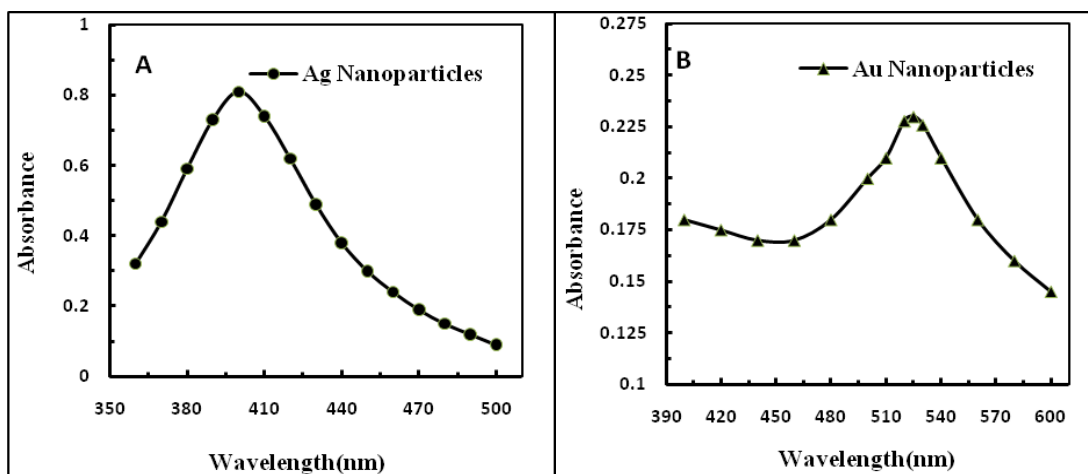 A
Ag Nanoparticles
Absorbance
1
0.8
0.6
0.4
0.2
0
350 380 410 440 470 500
Wavelength(nm)
B
Au Nanoparticles
Absorbance
0.275
0.25
0.225
0.2
0.175
0.15
0.125
0.1
390 420 450 480 510 540 570 600
Wavelength(nm)